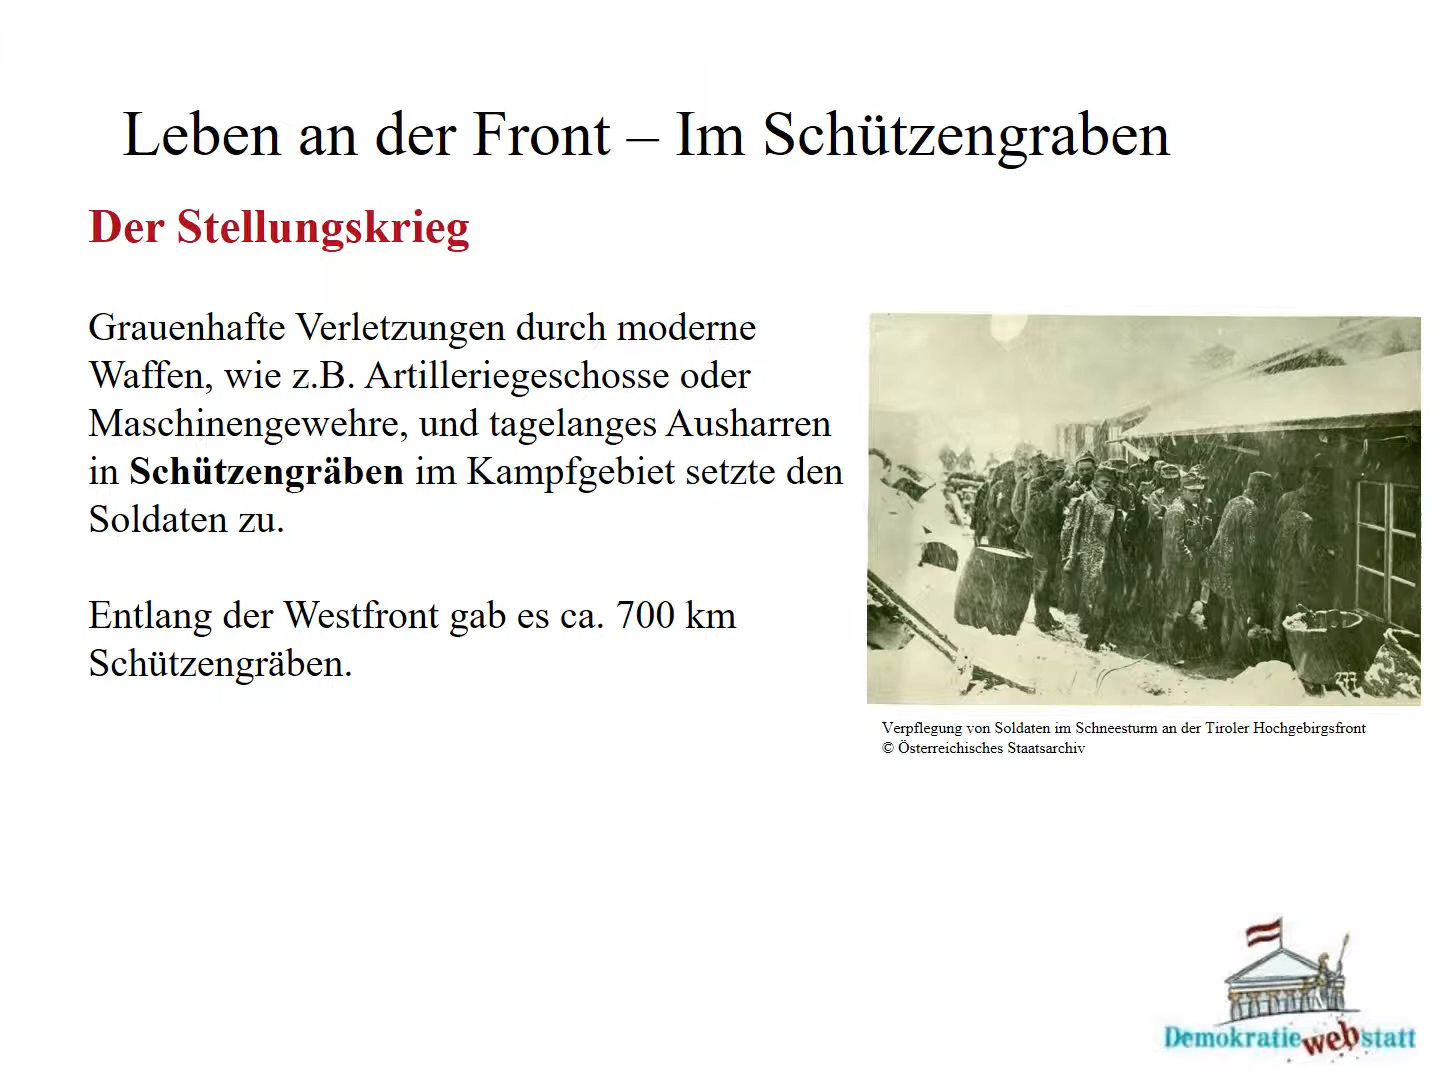 Leben an der Front – Im Schützengraben
Der Stellungskrieg
Grauenhafte Verletzungen durch moderne
Waffen, wie z.B. Artilleriegeschosse oder
Maschinengewehre, und tagelanges Ausharren
in Schützengräben im Kampfgebiet setzte den
Soldaten zu.
Entlang der Westfront gab es ca. 700 km
Schützengräben.
277
Verpflegung von Soldaten im Schneesturm an der Tiroler Hochgebirgsfront
© Österreichisches Staatsarchiv
Demokratiewebstatt